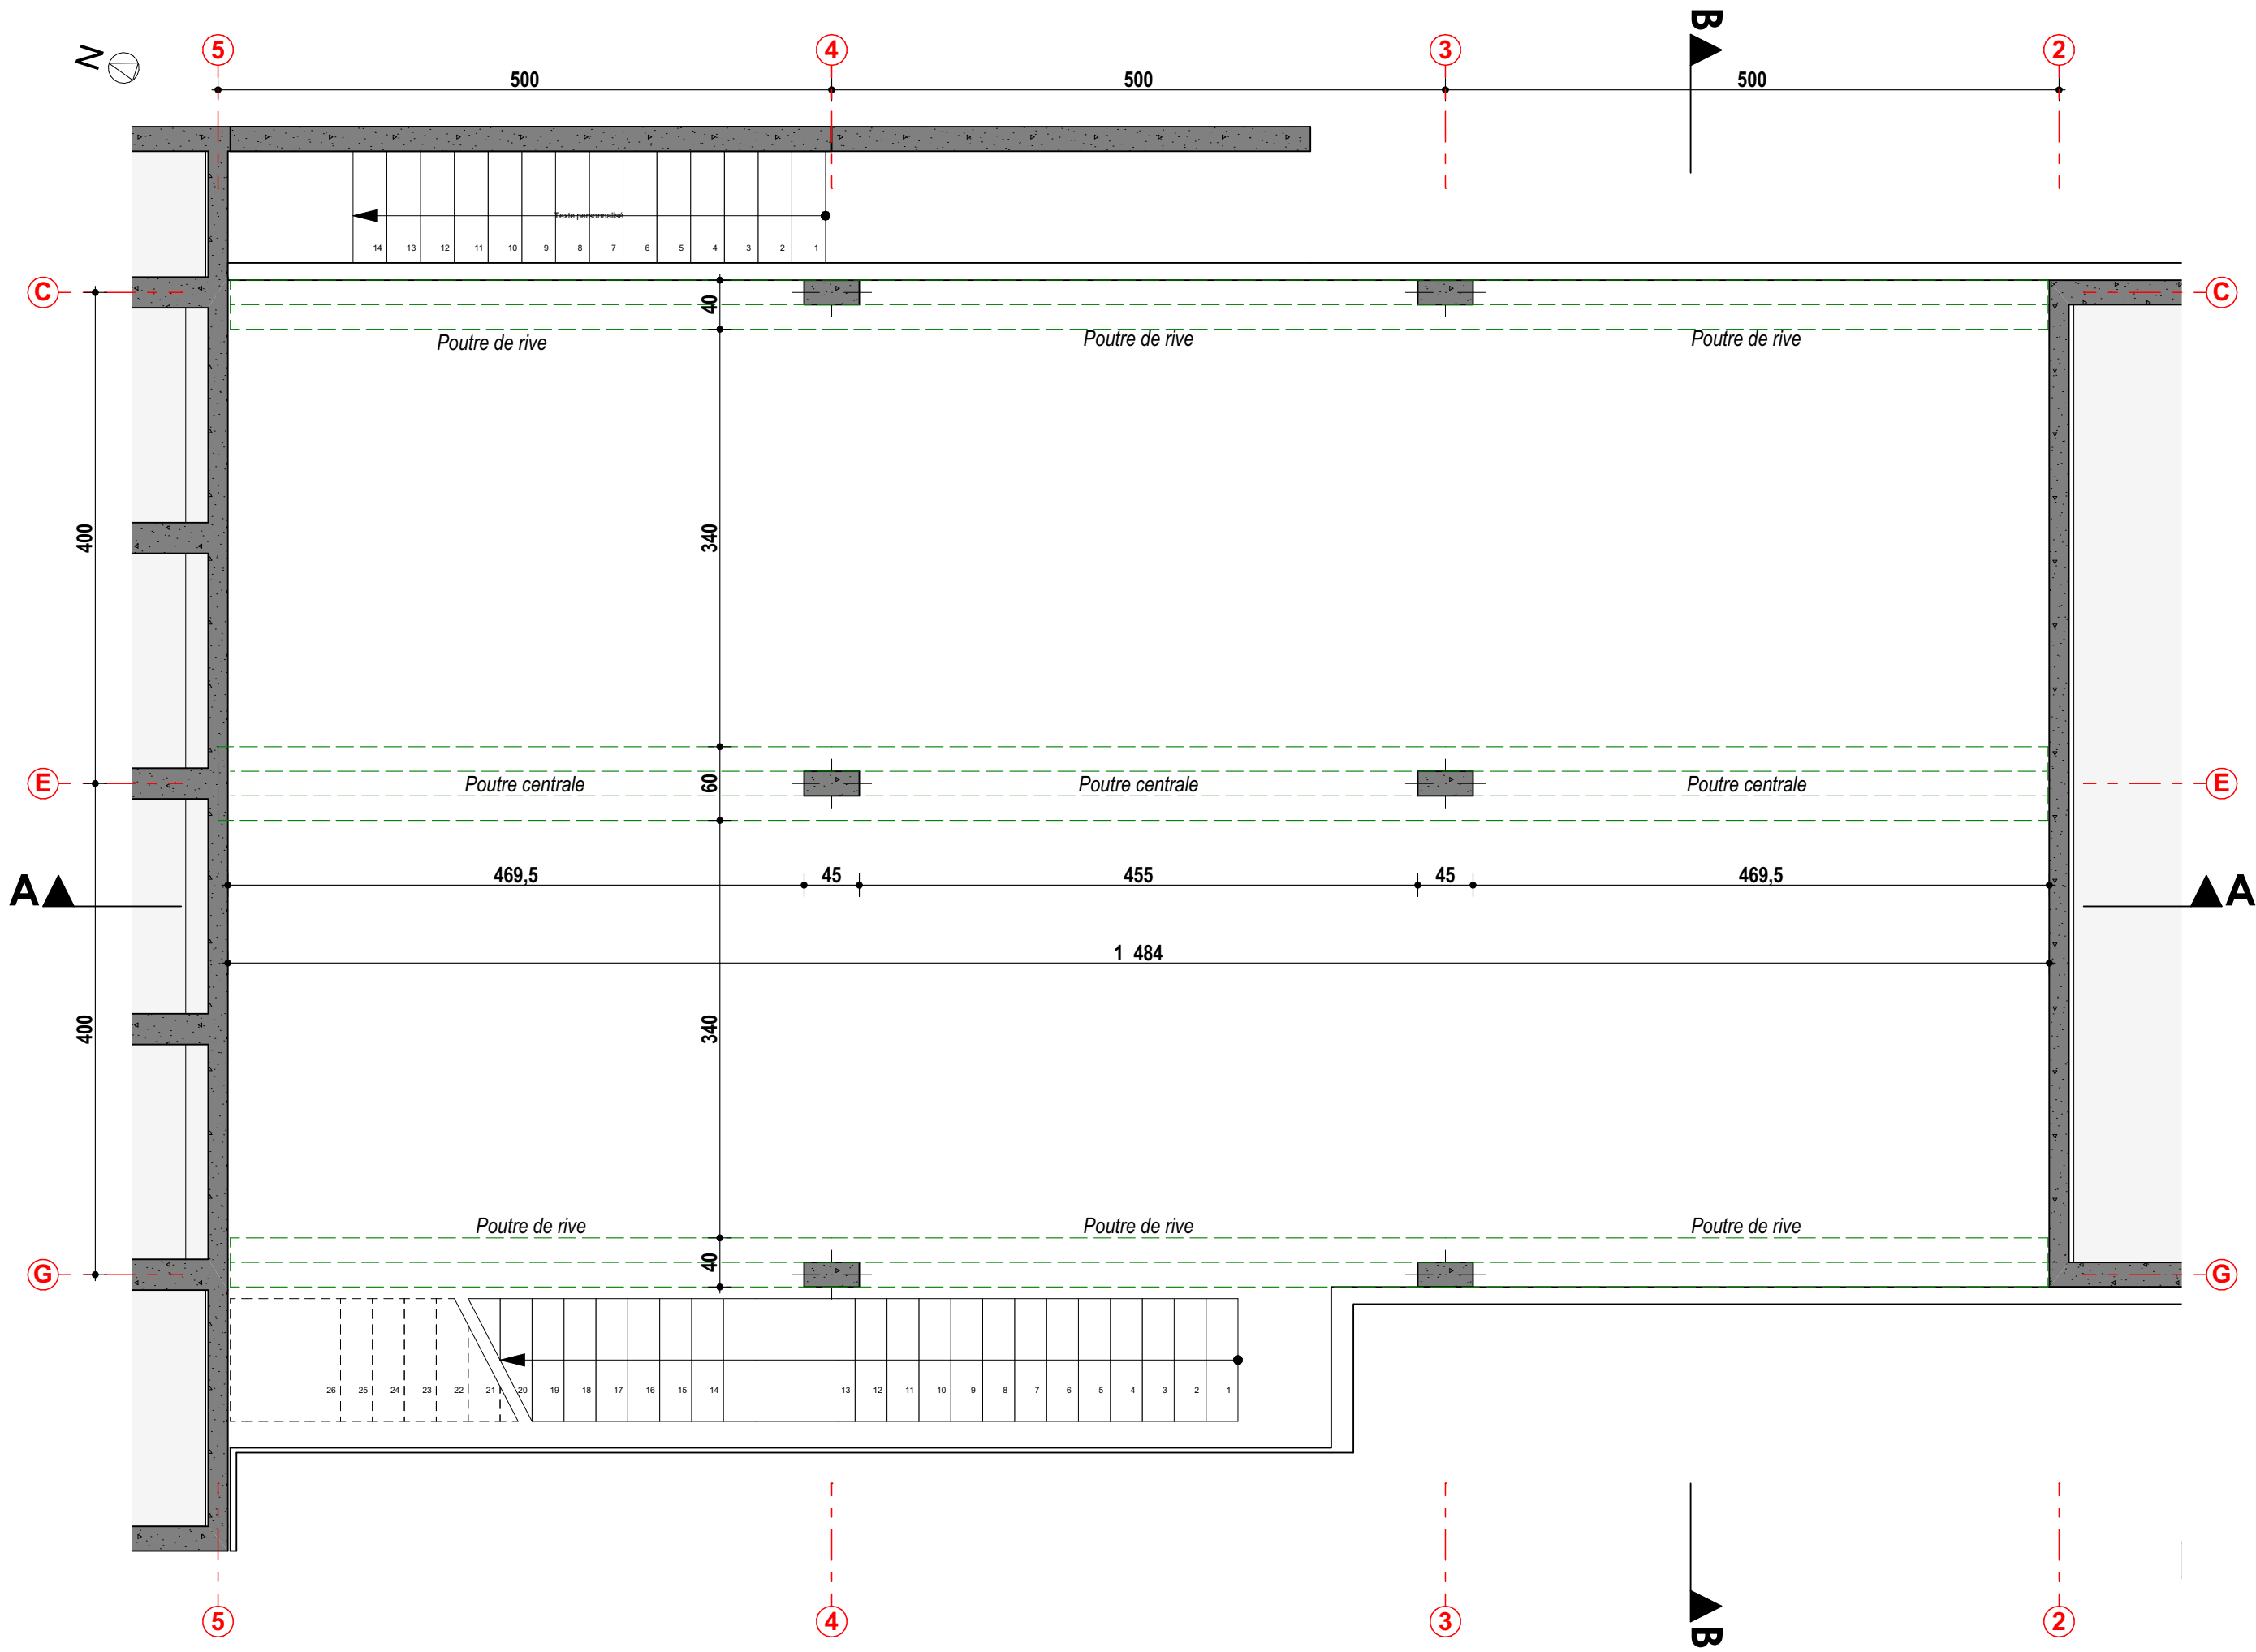 B
N
5 4 3 2
500 500 500
Texte personnalisé
14 13 12 11 10 9 8 7 6 5 4 3 2 1
C C
40
Poutre de rive Poutre de rive Poutre de rive
400 340
E Poutre centrale 60 Poutre centrale Poutre centrale E
469,5 45 455 45 469,5
A A
1 484
400 340
Poutre de rive Poutre de rive Poutre de rive
G 40 G
26 25 24 23 22 21 20 19 18 17 16 15 14 13 12 11 10 9 8 7 6 5 4 3 2 1
5 4 3 2
B